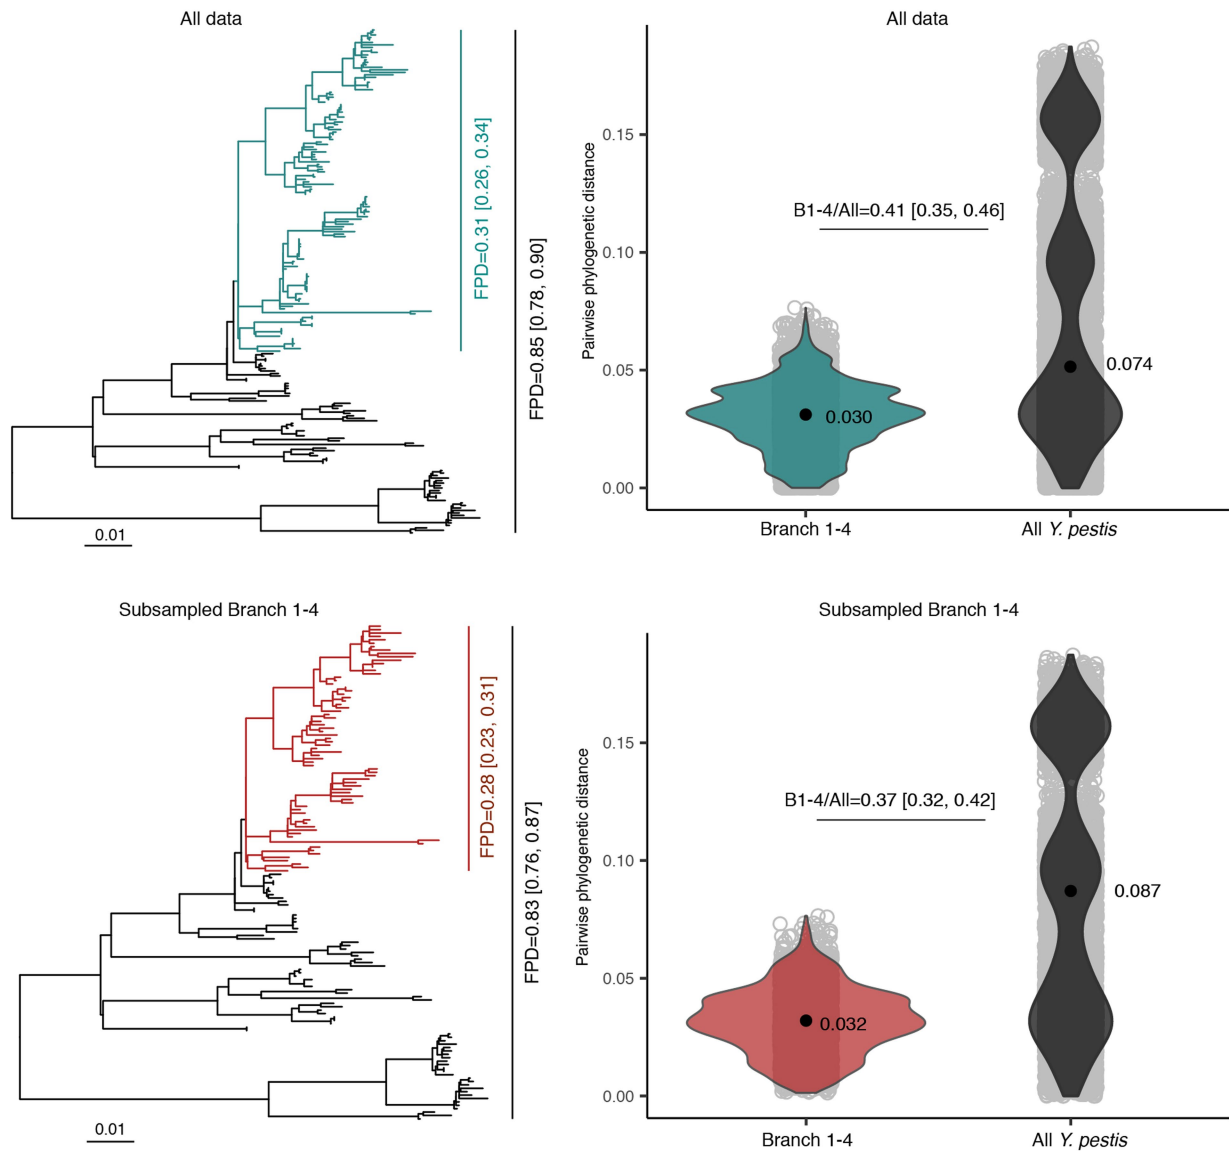 All data
FPD=0.31 [0.26, 0.34]
FPD=0.85 [0.78, 0.90]
0.01
All data
Pairwise phylogenetic distance
0.15
0.10
0.05
0.00
B1-4/All=0.41 [0.35, 0.46]
0.030
0.074
Branch 1-4
All Y. pestis
Subsampled Branch 1-4
FPD=0.28 [0.23, 0.31]
FPD=0.83 [0.76, 0.87]
0.01
Subsampled Branch 1-4
Pairwise phylogenetic distance
0.15
0.10
0.05
0.00
B1-4/All=0.37 [0.32, 0.42]
0.032
0.087
Branch 1-4
All Y. pestis